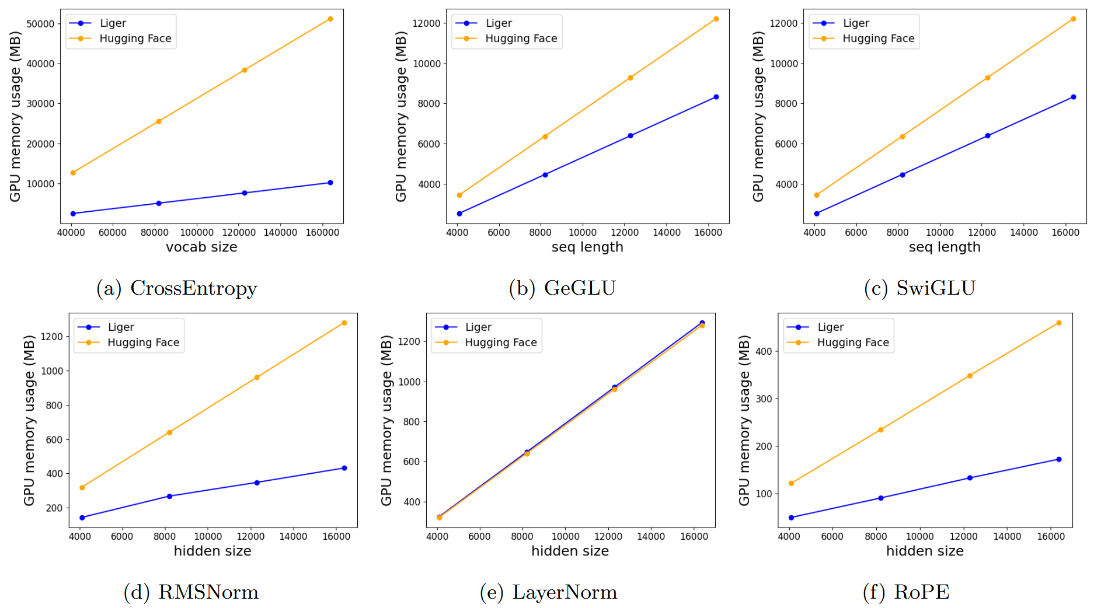 GPU memory usage (MB)
50000
40000
30000
20000
10000
Liger
Hugging Face
40000 60000 80000 100000 120000 140000 160000
vocab size
(a) CrossEntropy
GPU memory usage (MB)
12000
10000
8000
6000
4000
Liger
Hugging Face
4000 6000 8000 10000 12000 14000 16000
seq length
(b) GeGLU
GPU memory usage (MB)
12000
10000
8000
6000
4000
Liger
Hugging Face
4000 6000 8000 10000 12000 14000 16000
seq length
(c) SwiGLU
GPU memory usage (MB)
1200
1000
800
600
400
200
Liger
Hugging Face
4000 6000 8000 10000 12000 14000 16000
hidden size
(d) RMSNorm
GPU memory usage (MB)
1200
1000
800
600
400
Liger
Hugging Face
4000 6000 8000 10000 12000 14000 16000
hidden size
(e) LayerNorm
GPU memory usage (MB)
400
300
200
100
Liger
Hugging Face
4000 6000 8000 10000 12000 14000 16000
hidden size
(f) RoPE